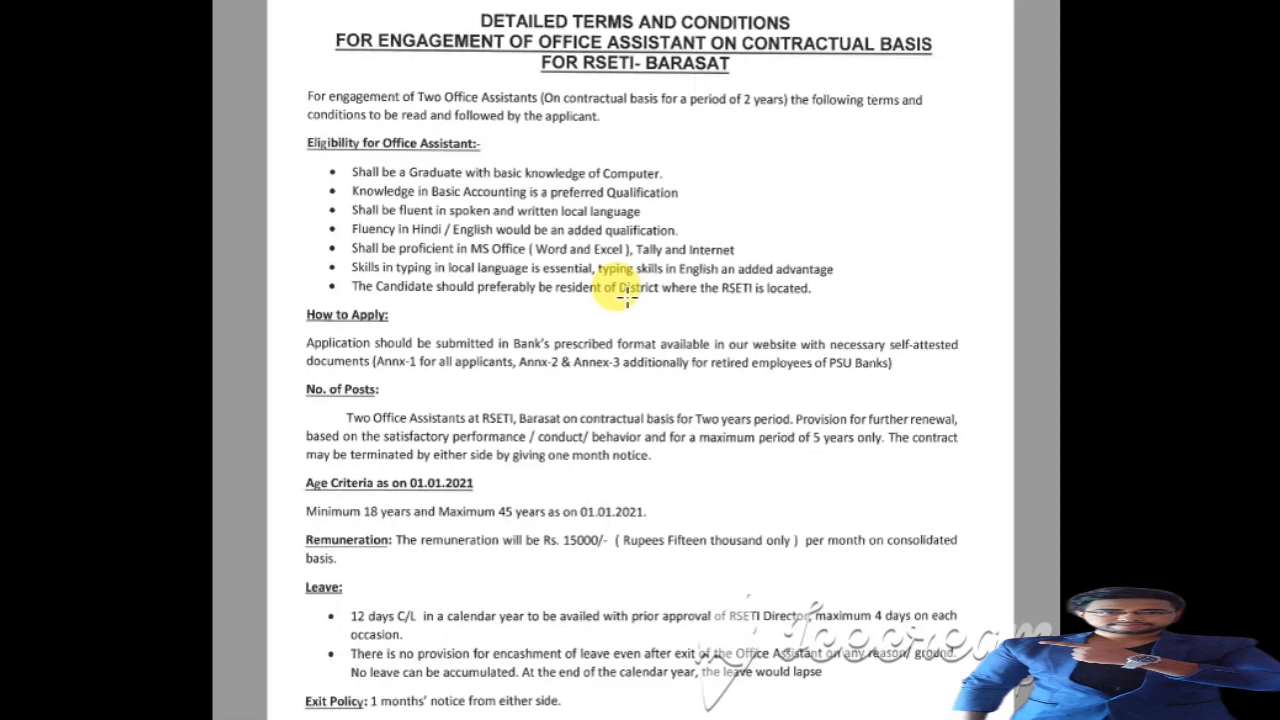 DETAILED TERMS AND CONDITIONS
FOR ENGAGEMENT OF OFFICE ASSISTANT ON CONTRACTUAL BASIS
FOR RSETI- BARASAT
For engagement of Two Office Assistants (On contractual basis for a period of 2 years) the following terms and
conditions to be read and followed by the applicant.
Eligibility for Office Assistant:-
• Shall be a Graduate with basic knowledge of Computer.
• Knowledge in Basic Accounting is a preferred Qualification
• Shall be fluent in spoken and written local language
• Fluency in Hindi / English would be an added qualification.
• Shall be proficient in MS Office ( Word and Excel ), Tally and Internet
• Skills in typing in local language is essential, typing skills in English an added advantage
• The Candidate should preferably be resident of District where the RSETI is located.
How to Apply:
Application should be submitted in Bank's prescribed format available in our website with necessary self-attested
documents (Annx-1 for all applicants, Annx-2 & Annex-3 additionally for retired employees of PSU Banks)
No. of Posts:
Two Office Assistants at RSETI, Barasat on contractual basis for Two years period. Provision for further renewal,
based on the satisfactory performance / conduct/ behavior and for a maximum period of 5 years only. The contract
may be terminated by either side by giving one month notice.
Age Criteria as on 01.01.2021
Minimum 18 years and Maximum 45 years as on 01.01.2021.
Remuneration: The remuneration will be Rs. 15000/- ( Rupees Fifteen thousand only ) per month on consolidated
basis.
Leave:
• 12 days C/L in a calendar year to be availed with prior approval of RSETI Director, maximum 4 days on each
occasion.
• There is no provision for encashment of leave even after exit of the Office Assistant on any reason/ ground.
No leave can be accumulated. At the end of the calendar year, the leave would lapse
Exit Policy: 1 months' notice from either side.